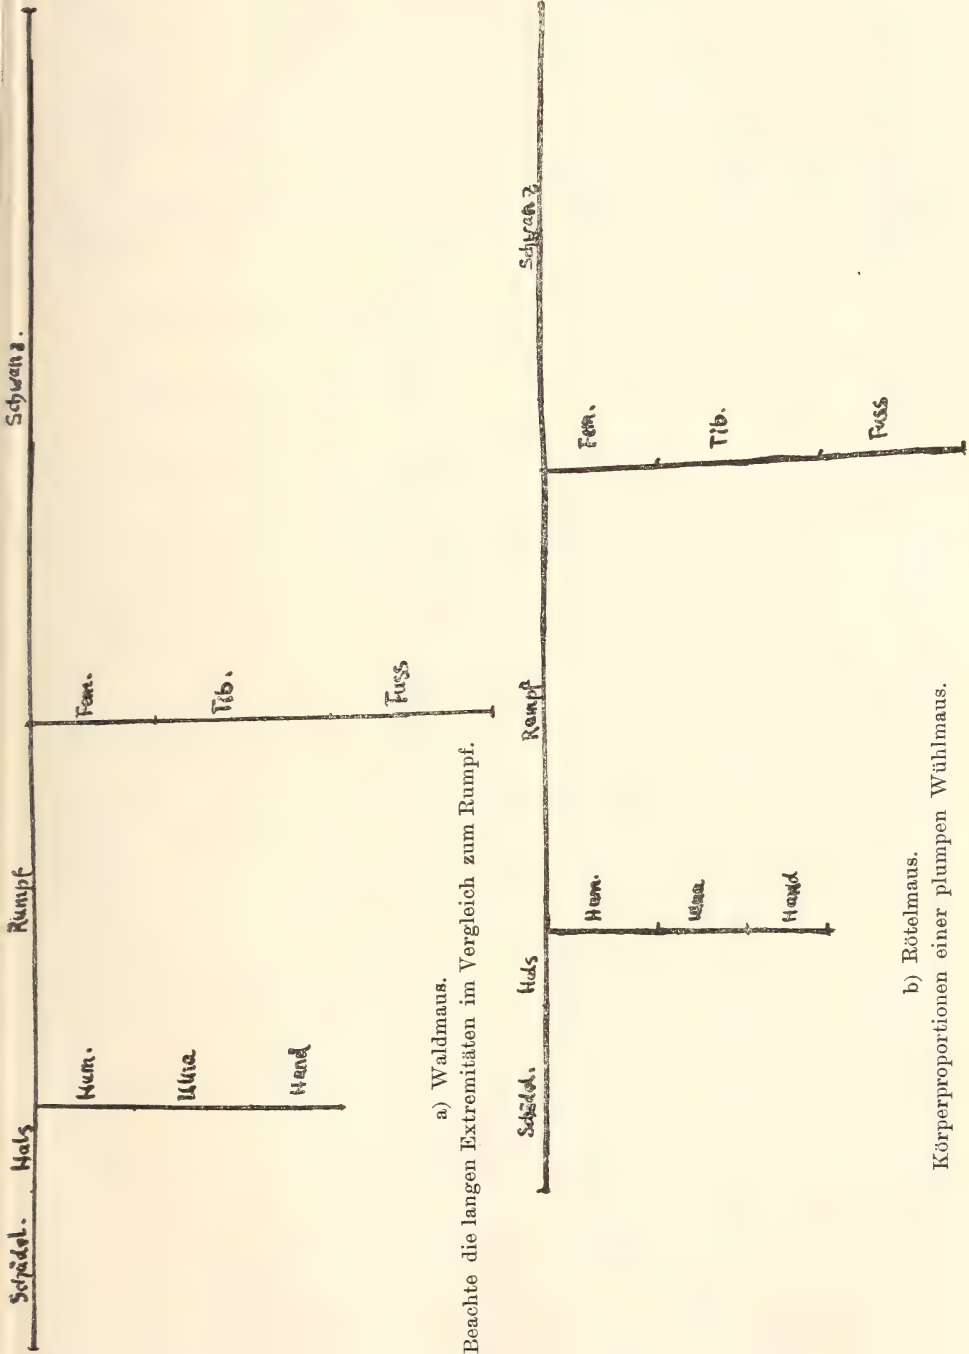 Schädel. Hals Rumpf Schwanz.
Hum. Fem.
Ulna Tib.
Hand Fuss
a) Waldmaus.
Beachte die langen Extremitäten im Vergleich zum Rumpf.
Schädel. Hals Rumpf Schwanz
Hum. Fem.
Ulna Tib.
Hand Fuss
b) Rötelmaus.
Körperproportionen einer plumpen Wühlmaus.